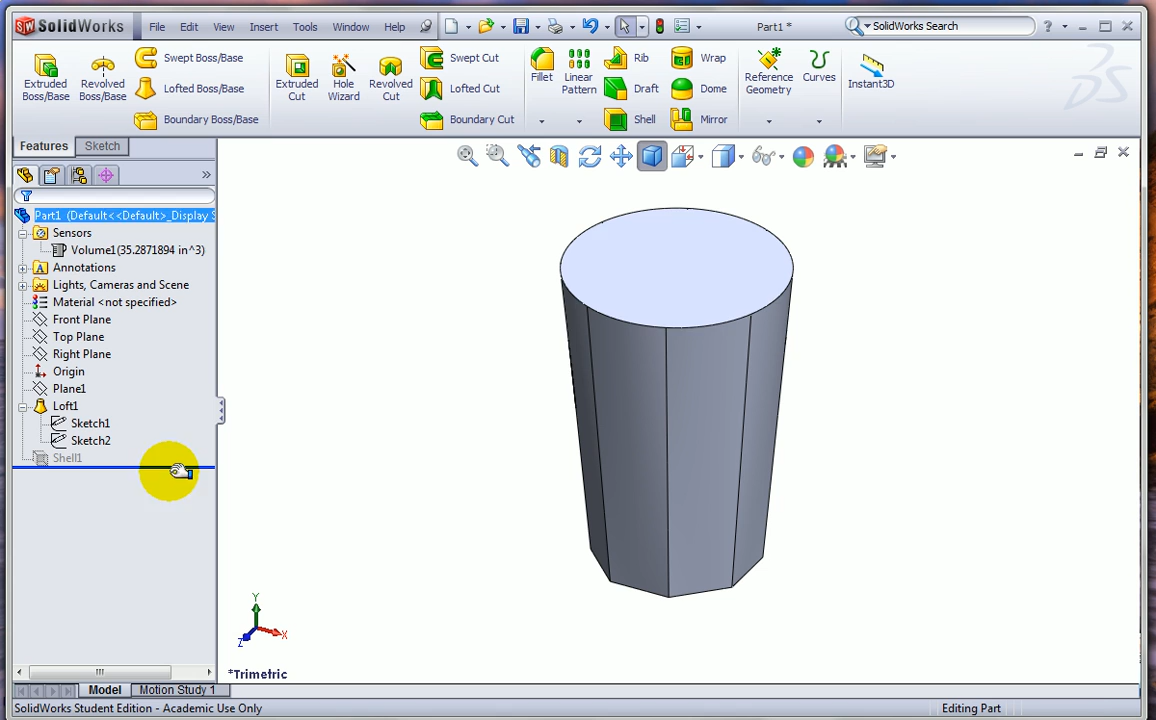 SolidWorks File Edit View Insert Tools Window Help Part1 * SolidWorks Search ?
Extruded Boss/Base
Revolved Boss/Base
Swept Boss/Base
Lofted Boss/Base
Boundary Boss/Base
Extruded Cut
Hole Wizard
Revolved Cut
Swept Cut
Lofted Cut
Boundary Cut
Fillet
Linear Pattern
Rib
Draft
Shell
Wrap
Dome
Mirror
Reference Geometry
Curves
Instant3D
Features Sketch
Part1 (Default<<Default>_Display S
Sensors
Volume1(35.2871894 in^3)
Annotations
Lights, Cameras and Scene
Material <not specified>
Front Plane
Top Plane
Right Plane
Origin
Plane1
Loft1
Sketch1
Sketch2
Shell1
Y
X
Z
*Trimetric
Model Motion Study 1
SolidWorks Student Edition - Academic Use Only Editing Part